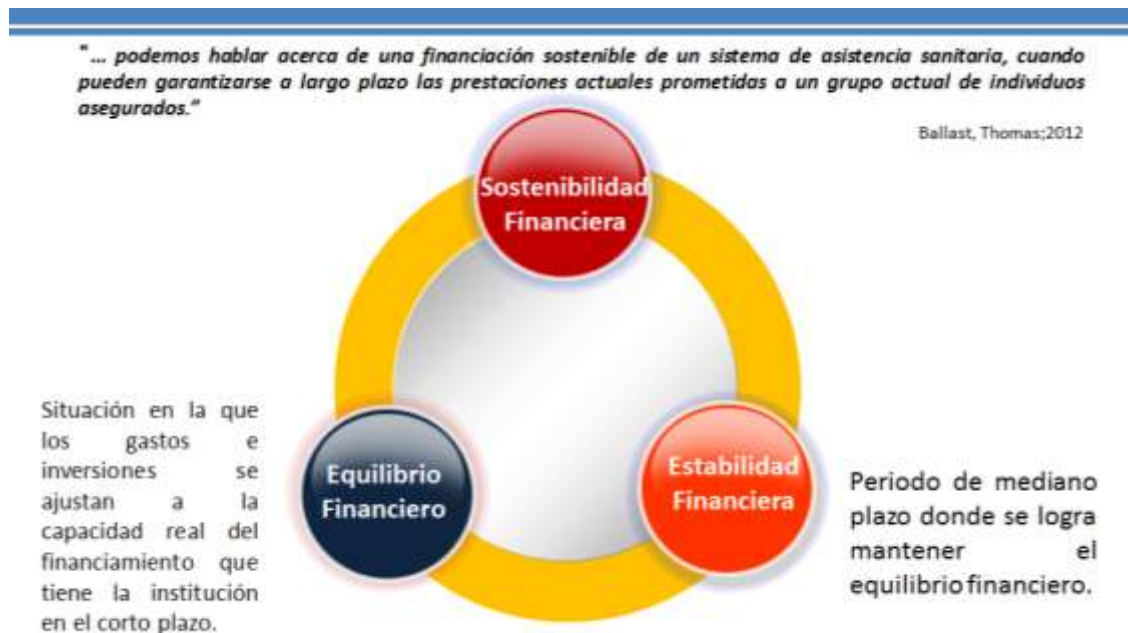 "... podemos hablar acerca de una financiación sostenible de un sistema de asistencia sanitaria, cuando
pueden garantizarse a largo plazo las prestaciones actuales prometidas a un grupo actual de individuos
asegurados."
Ballast, Thomas;2012
Sostenibilidad
Financiera
Situación en la que
los gastos e
inversiones se
ajustan a la
capacidad real del
financiamiento que
tiene la institución
en el corto plazo.
Equilibrio
Financiero
Estabilidad
Financiera
Periodo de mediano
plazo donde se logra
mantener el
equilibrio financiero.